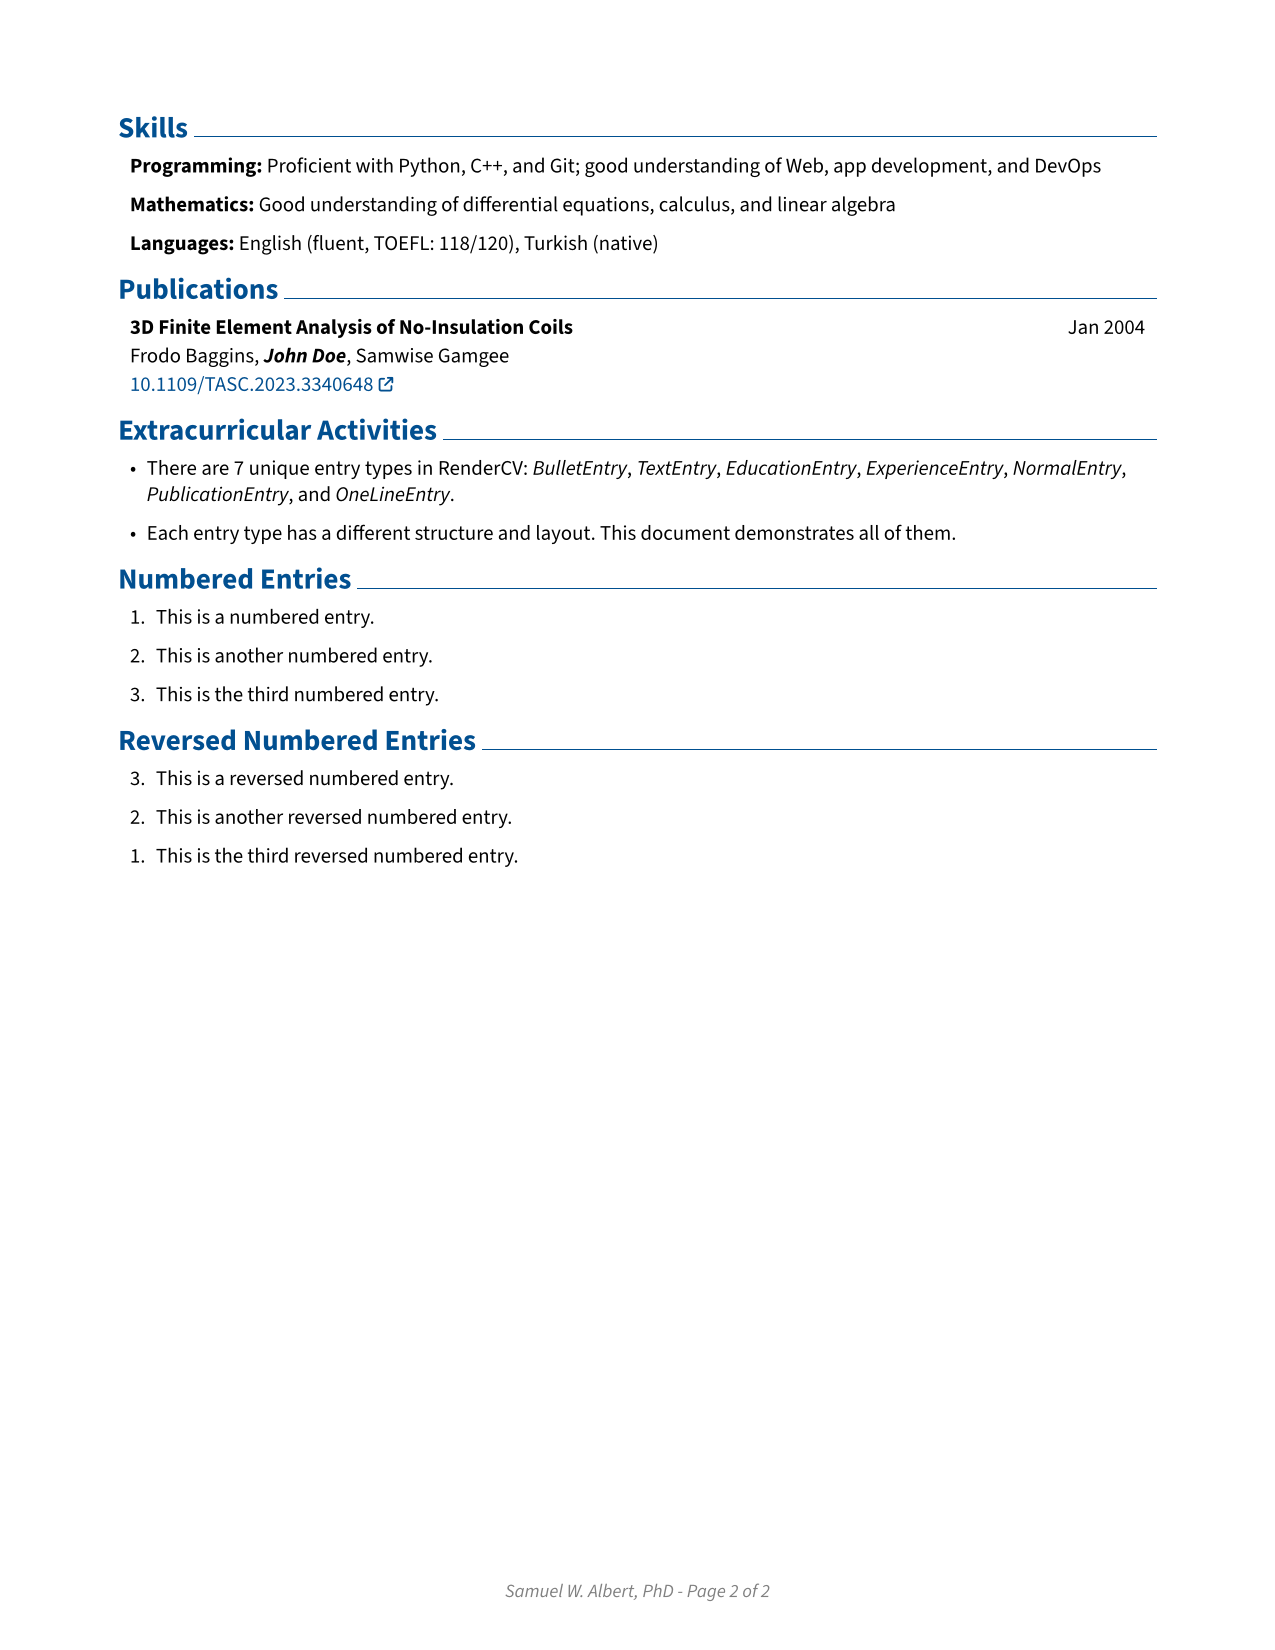 Skills
Programming: Proficient with Python, C++, and Git; good understanding of Web, app development, and DevOps
Mathematics: Good understanding of differential equations, calculus, and linear algebra
Languages: English (fluent, TOEFL: 118/120), Turkish (native)
Publications
3D Finite Element Analysis of No-Insulation Coils Jan 2004
Frodo Baggins, John Doe, Samwise Gamgee
10.1109/TASC.2023.3340648
Extracurricular Activities
• There are 7 unique entry types in RenderCV: BulletEntry, TextEntry, EducationEntry, ExperienceEntry, NormalEntry,
PublicationEntry, and OneLineEntry.
• Each entry type has a different structure and layout. This document demonstrates all of them.
Numbered Entries
1. This is a numbered entry.
2. This is another numbered entry.
3. This is the third numbered entry.
Reversed Numbered Entries
3. This is a reversed numbered entry.
2. This is another reversed numbered entry.
1. This is the third reversed numbered entry.
Samuel W. Albert, PhD - Page 2 of 2